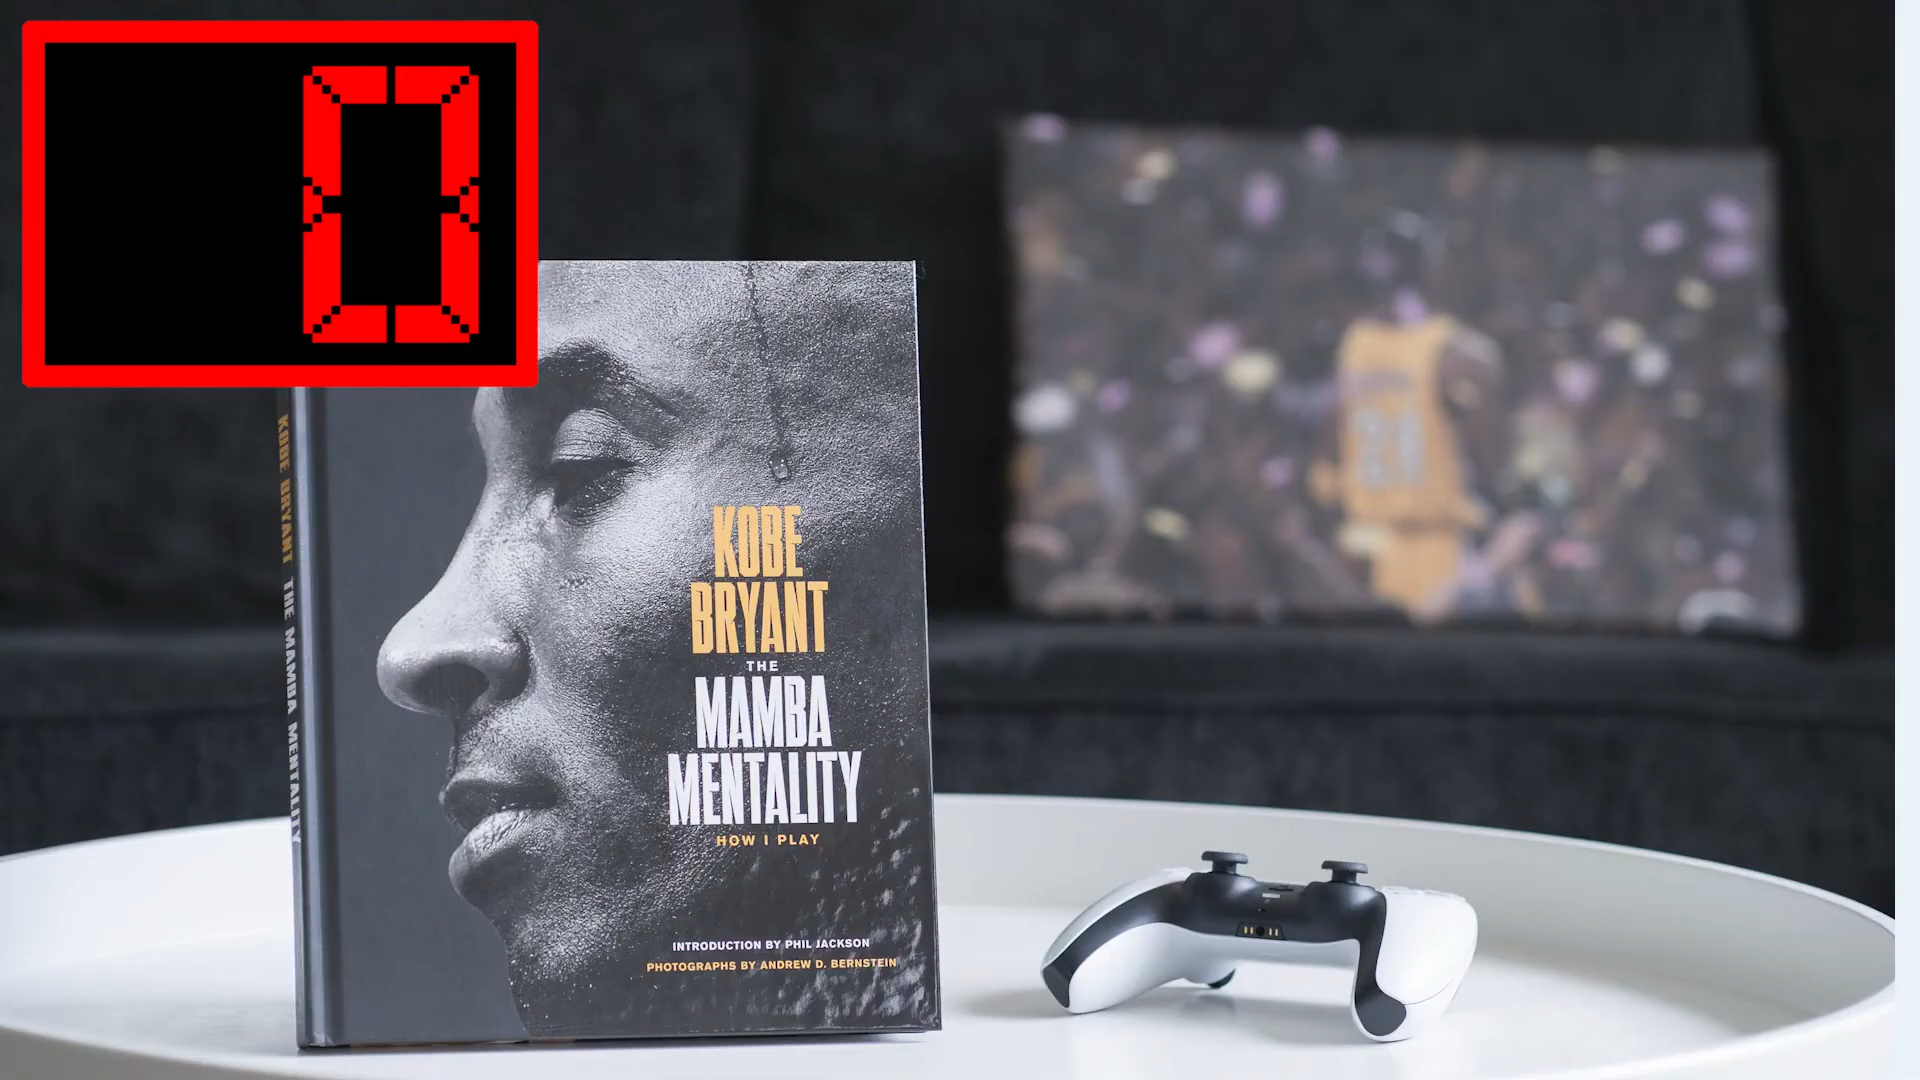 0
KOBE
BRYANT
THE
MAMBA
MENTALITY
HOW I PLAY
INTRODUCTION BY PHIL JACKSON
PHOTOGRAPHS BY ANDREW D. BERNSTEIN
KOBE BRYANT THE MAMBA MENTALITY